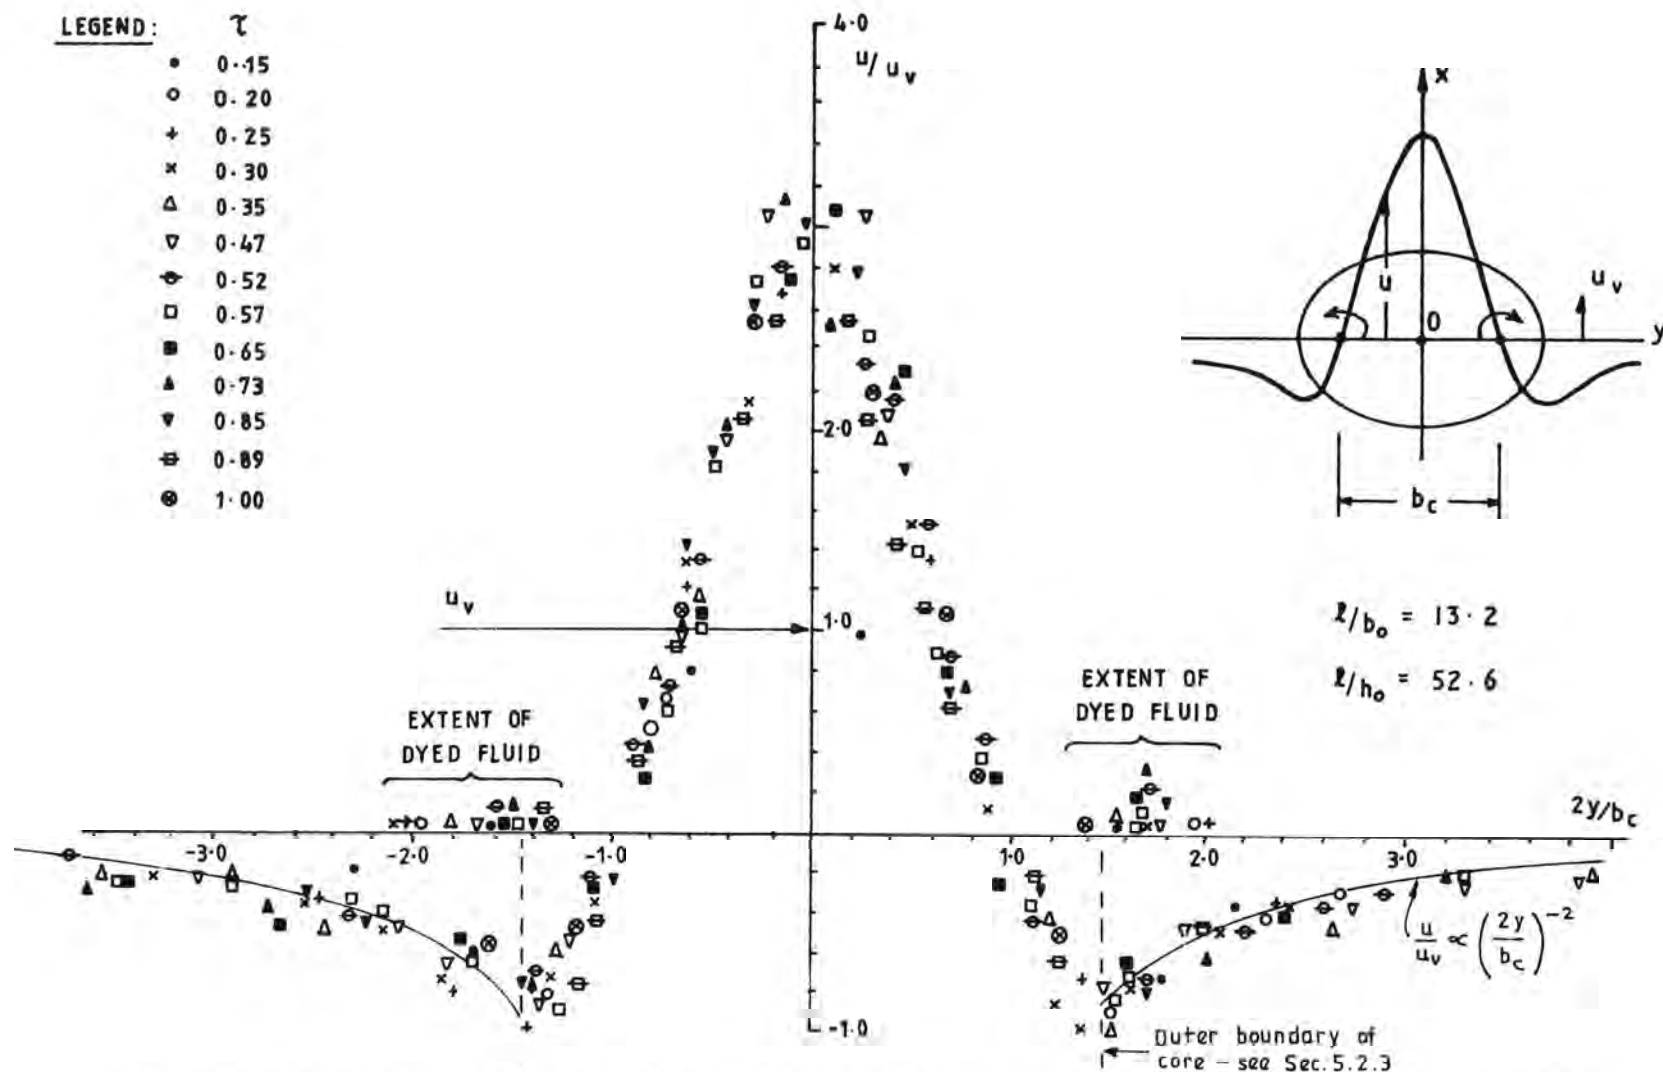 LEGEND: τ
0.15
0.20
0.25
0.30
0.35
0.47
0.52
0.57
0.65
0.73
0.85
0.89
1.00
4.0
u/u_v
2.0
1.0
-1.0
u_v
EXTENT OF
DYED FLUID
EXTENT OF
DYED FLUID
-3.0 -2.0 -1.0 1.0 2.0 3.0
2y/b_c
x
u
0
u_v
y
b_c
ℓ/b₀ = 13.2
ℓ/h₀ = 52.6
u/u_v ∝ (2y/b_c)⁻²
Outer boundary of
core – see Sec.5.2.3